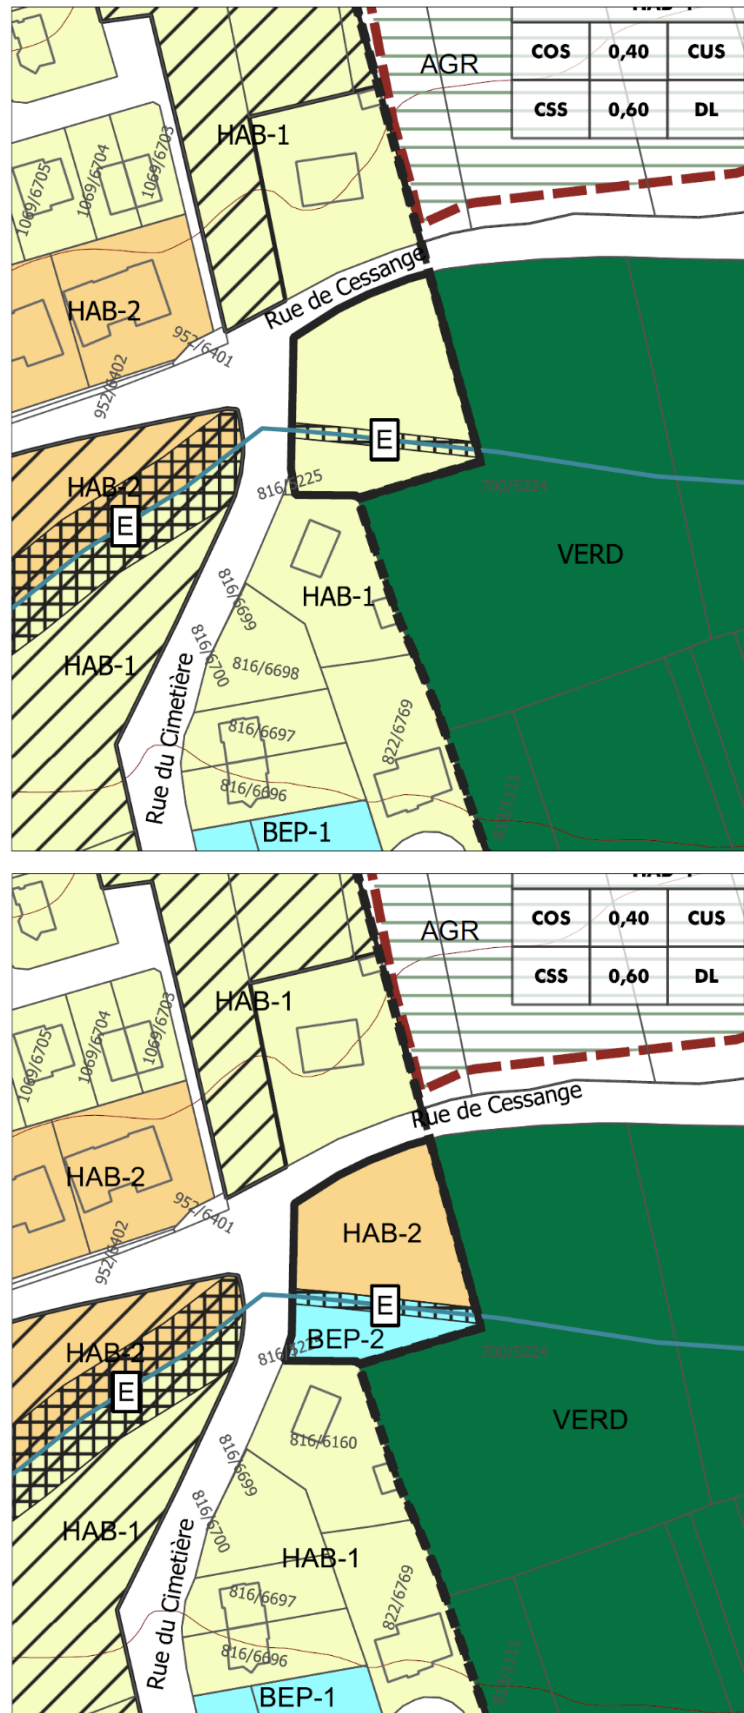 AGR
COS 0,40 CUS
CSS 0,60 DL
HAB-1
1069/6705
1069/6704
1069/6703
HAB-2
Rue de Cessange
952/6401
952/6402
HAB-2
E
E
816/5225
700/5224
VERD
HAB-1
816/6699
816/6700
816/6698
HAB-1
816/6697
822/6769
Rue du Cimetière
816/6696
BEP-1
AGR
COS 0,40 CUS
CSS 0,60 DL
HAB-1
1069/6705
1069/6704
1069/6703
Rue de Cessange
HAB-2
952/6401
952/6402
HAB-2
E
HAB-2
E
BEP-2
700/5224
VERD
816/6160
816/6699
816/6700
HAB-1
HAB-1
816/6697
822/6769
Rue du Cimetière
816/6696
BEP-1